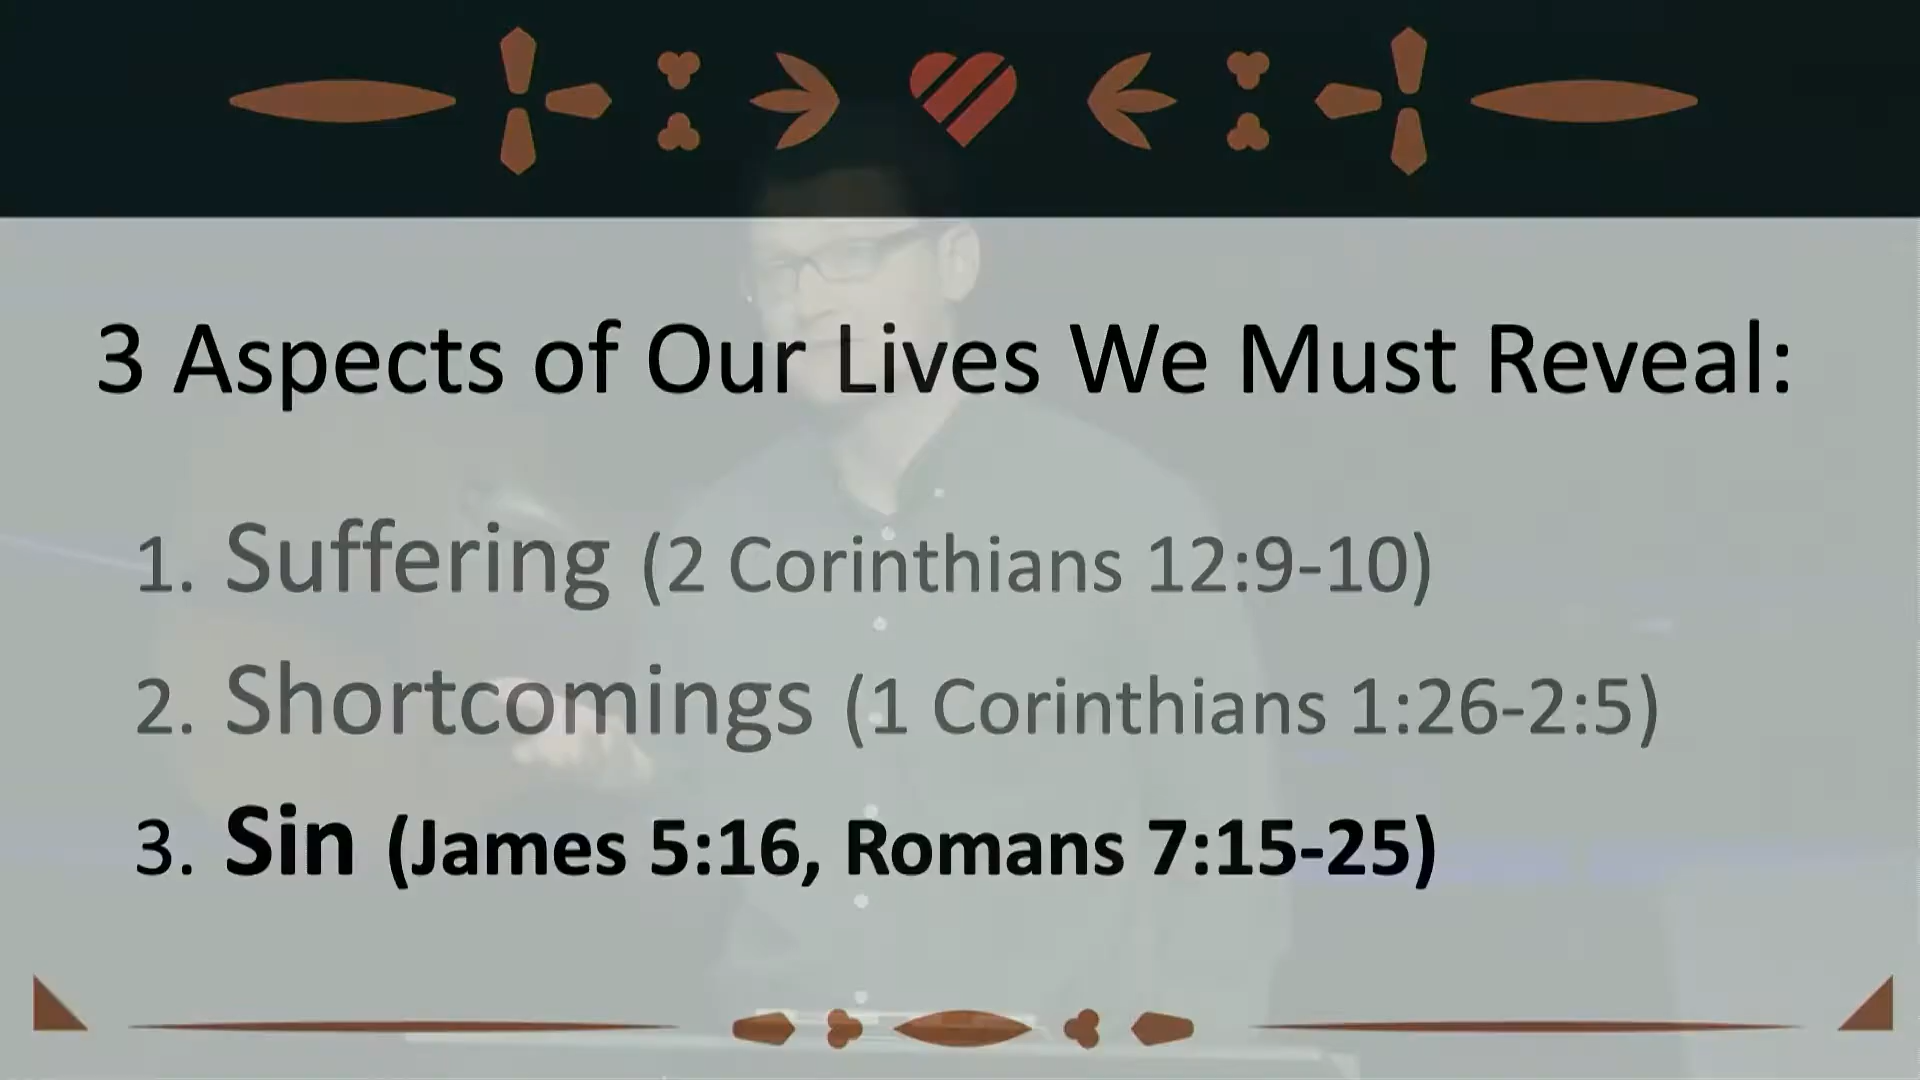 3 Aspects of Our Lives We Must Reveal:
1. Suffering (2 Corinthians 12:9-10)
2. Shortcomings (1 Corinthians 1:26-2:5)
3. Sin (James 5:16, Romans 7:15-25)